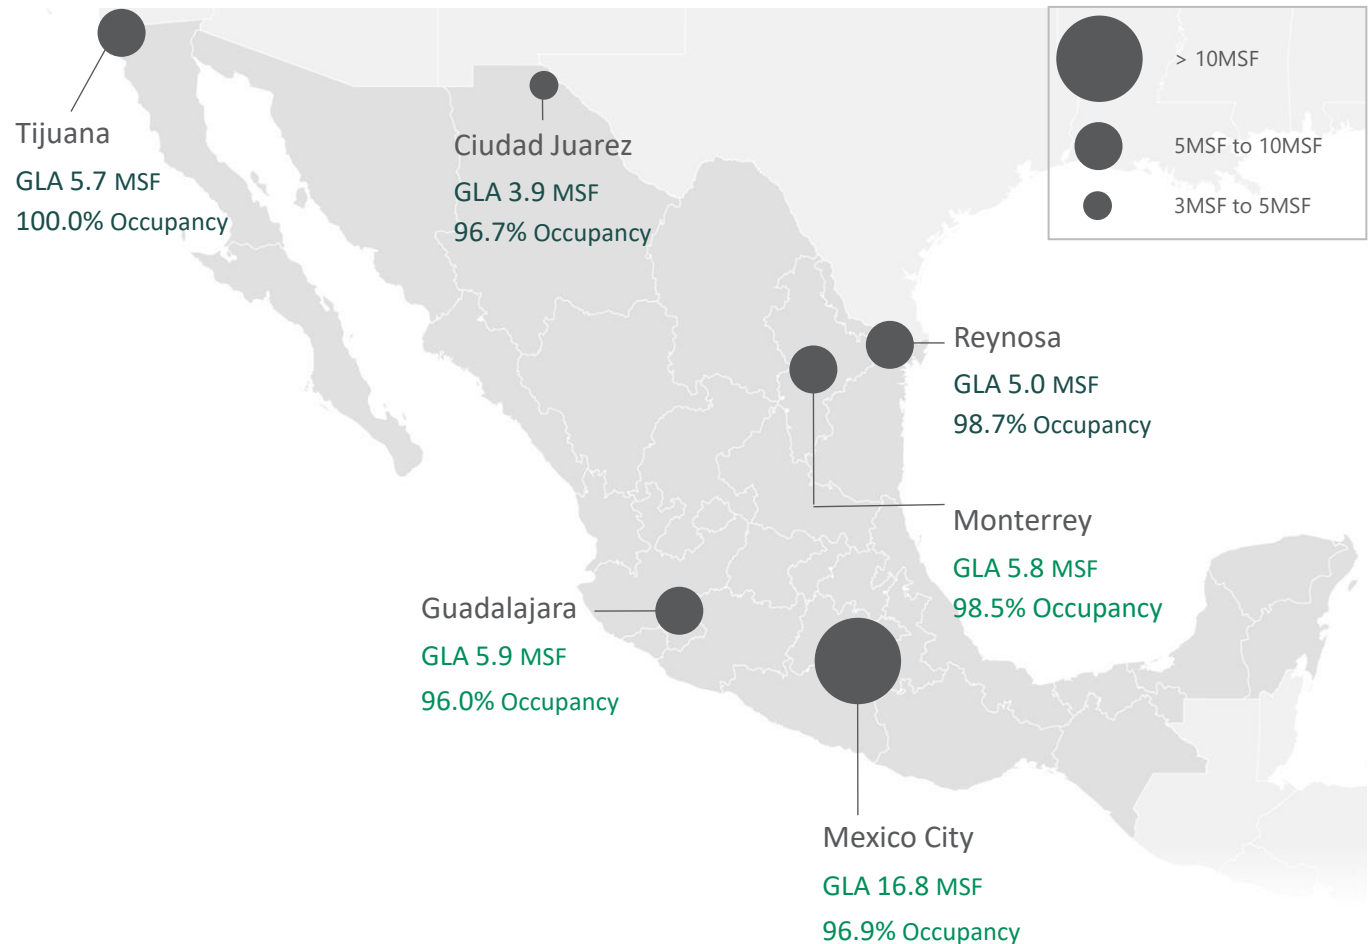 > 10MSF
5MSF to 10MSF
3MSF to 5MSF
Tijuana
GLA 5.7 MSF
100.0% Occupancy
Ciudad Juarez
GLA 3.9 MSF
96.7% Occupancy
Reynosa
GLA 5.0 MSF
98.7% Occupancy
Monterrey
GLA 5.8 MSF
98.5% Occupancy
Guadalajara
GLA 5.9 MSF
96.0% Occupancy
Mexico City
GLA 16.8 MSF
96.9% Occupancy